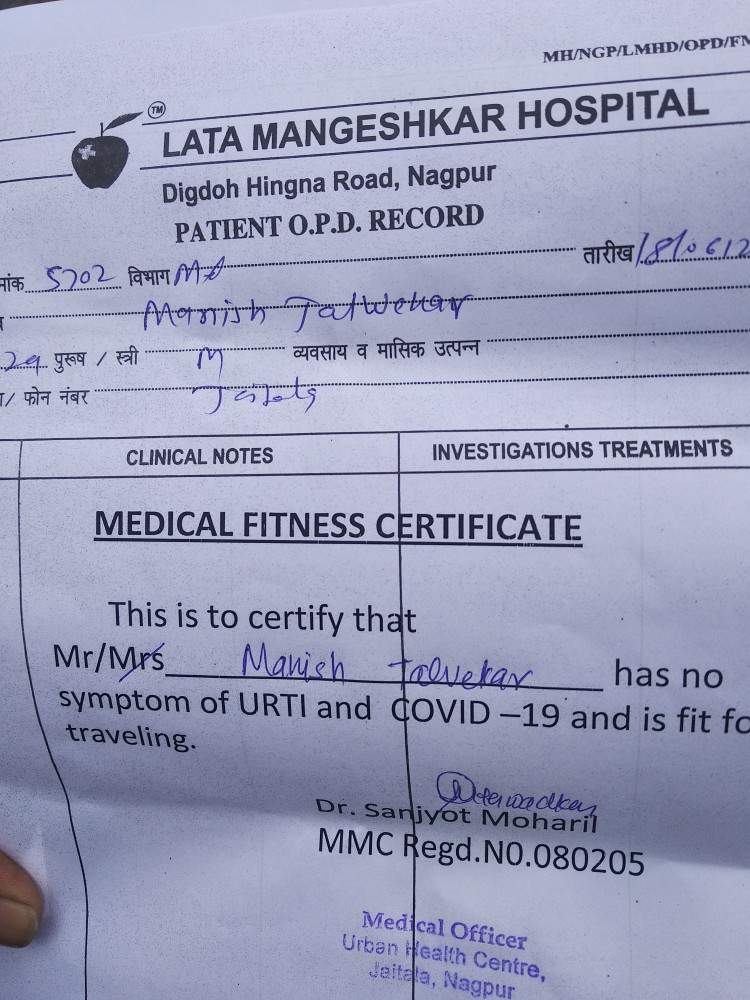 MH/NGP/LMHD/OPD/FM
TM
LATA MANGESHKAR HOSPITAL
Digdoh Hingna Road, Nagpur
PATIENT O.P.D. RECORD
मांक 5702 विभाग तारीख 18/06/2
Manish Talwekar
29 पुरूष / स्त्री M व्यवसाय व मासिक उत्पन्न
/ फोन नंबर
CLINICAL NOTES INVESTIGATIONS TREATMENTS
MEDICAL FITNESS CERTIFICATE
This is to certify that
Mr/Mrs Manish Talvekar has no
symptom of URTI and COVID –19 and is fit fo
traveling.
Dr. Sanjyot Moharil
MMC Regd.N0.080205
Medical Officer
Urban Health Centre,
Jaitala, Nagpur